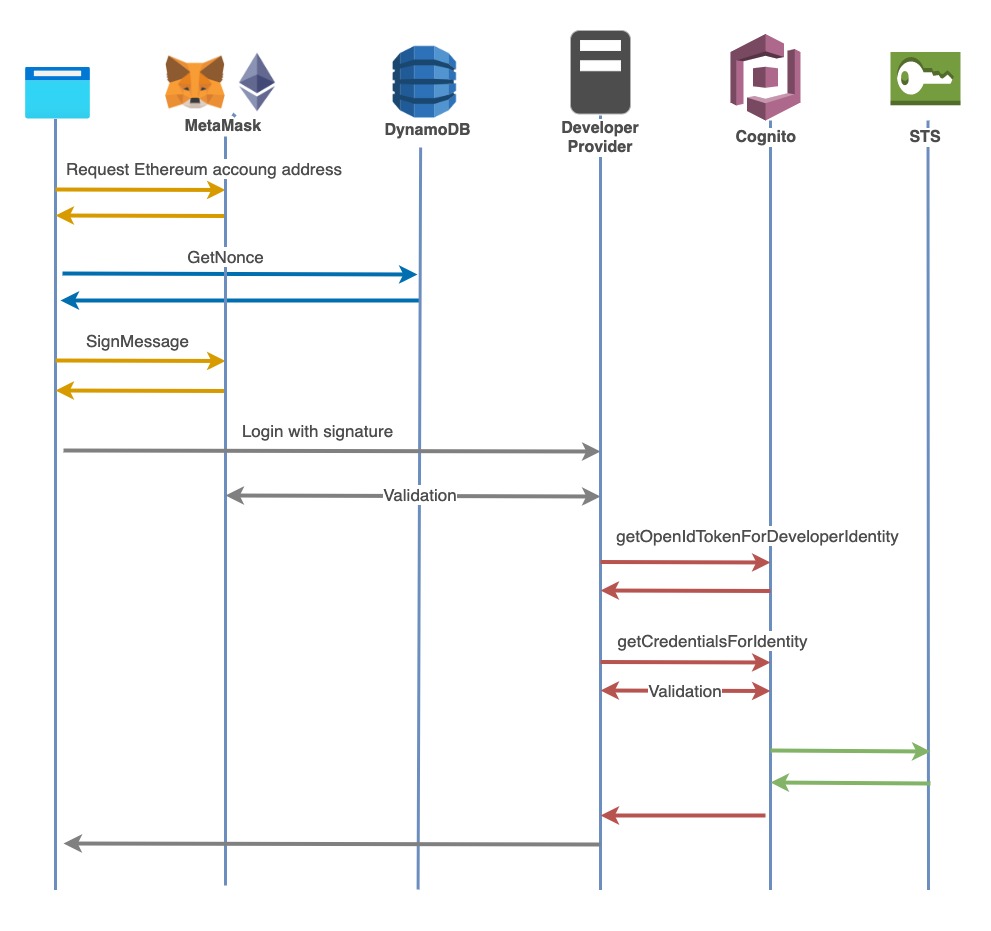 MetaMask
DynamoDB
Developer
Provider
Cognito
STS
Request Ethereum accoung address
GetNonce
SignMessage
Login with signature
Validation
getOpenIdTokenForDeveloperIdentity
getCredentialsForIdentity
Validation